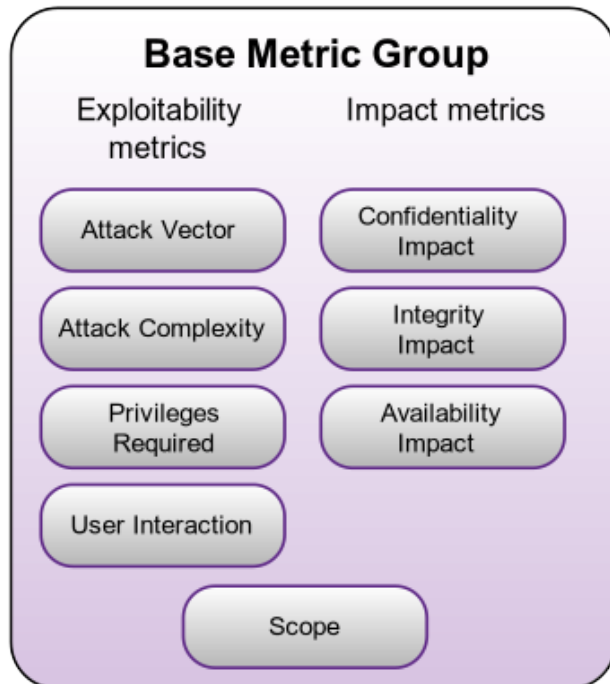 Base Metric Group
Exploitability
metrics
Attack Vector
Attack Complexity
Privileges
Required
User Interaction
Impact metrics
Confidentiality
Impact
Integrity
Impact
Availability
Impact
Scope